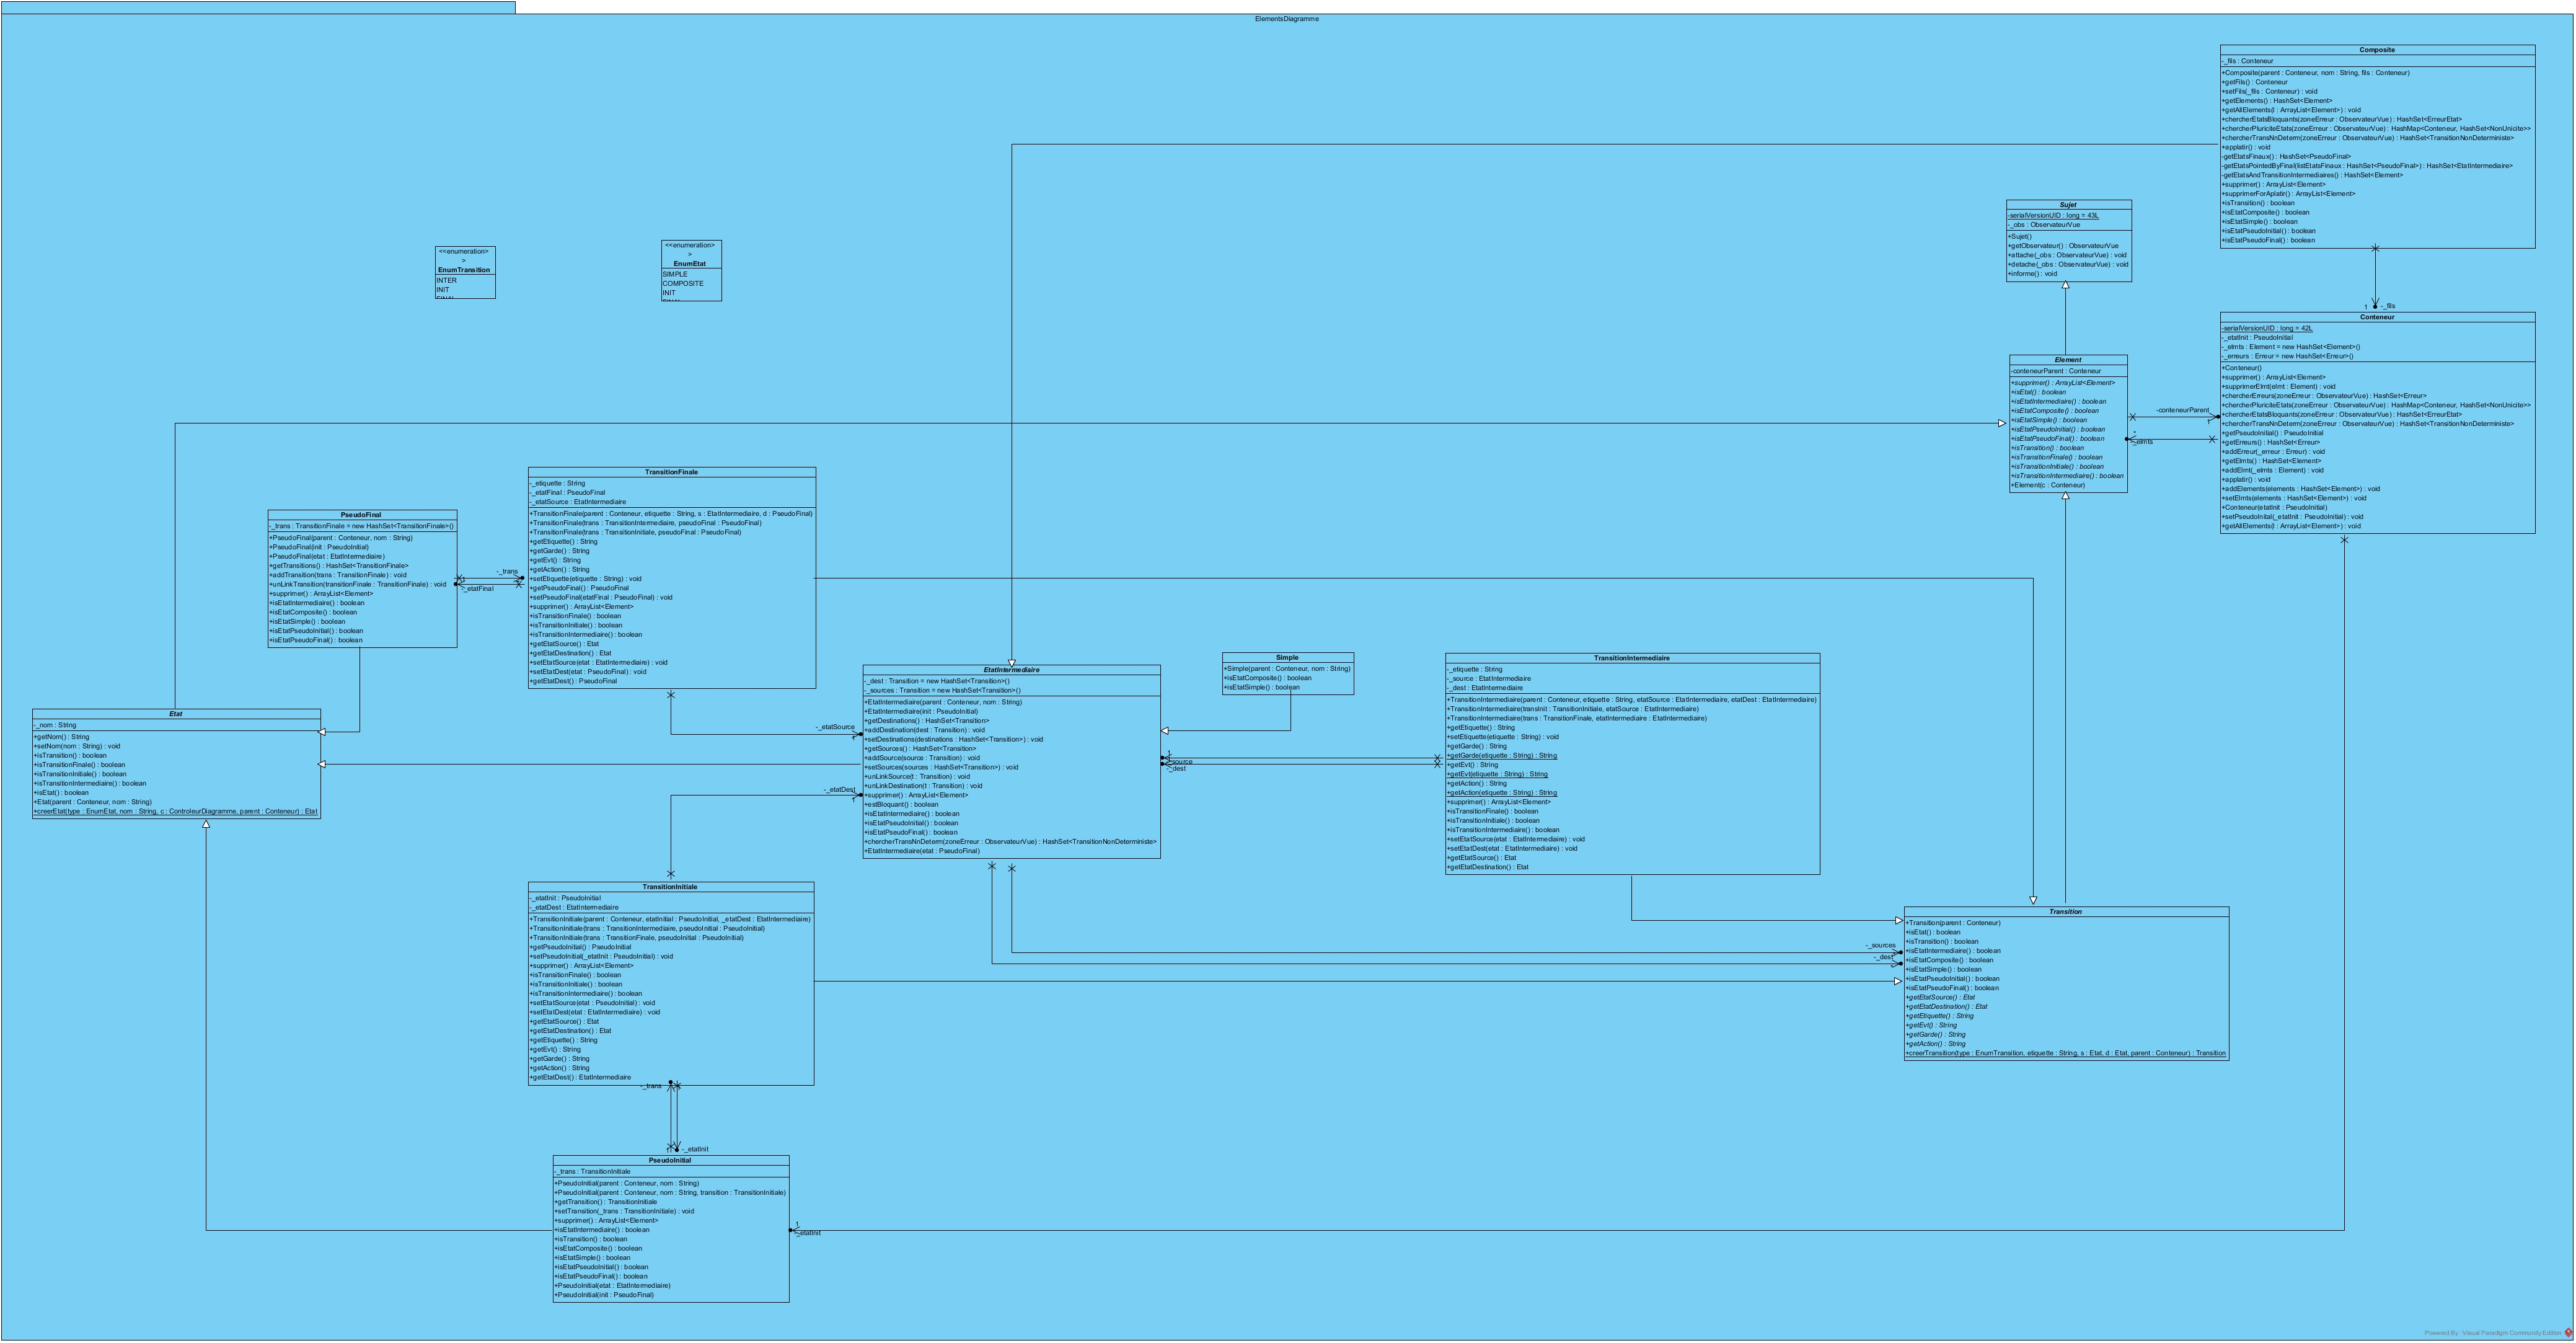 ElementsDiagramme
Composite
-_fils : Conteneur
+Composite(parent : Conteneur, nom : String, fils : Conteneur)
+getFils() : Conteneur
+setFils(_fils : Conteneur) : void
+getElements() : HashSet<Element>
+getAllElements(l : ArrayList<Element>) : void
+chercherEtatsBloquants(zoneErreur : ObservateurVue) : HashSet<ErreurEtat>
+chercherPluriciteEtats(zoneErreur : ObservateurVue) : HashMap<Conteneur, HashSet<NonUnicite>>
+chercherTransNnDeterm(zoneErreur : ObservateurVue) : HashSet<TransitionNonDeterministe>
+applatir() : void
-getEtatsFinaux() : HashSet<PseudoFinal>
-getEtatsPointedByFinal(listEtatsFinaux : HashSet<PseudoFinal>) : HashSet<EtatIntermediaire>
-getEtatsAndTransitionIntermediaires() : HashSet<Element>
+supprimer() : ArrayList<Element>
+supprimerForAplatir() : ArrayList<Element>
+isTransition() : boolean
+isEtatComposite() : boolean
+isEtatSimple() : boolean
+isEtatPseudoInitial() : boolean
+isEtatPseudoFinal() : boolean
Sujet
-serialVersionUID : long = 43L
-_obs : ObservateurVue
+Sujet()
+getObservateur() : ObservateurVue
+attache(_obs : ObservateurVue) : void
+detache(_obs : ObservateurVue) : void
+informe() : void
<<enumeration>
>
EnumTransition
INTER
INIT
<<enumeration>
>
EnumEtat
SIMPLE
COMPOSITE
INIT
1
-_fils
Conteneur
-serialVersionUID : long = 42L
-_etatInit : PseudoInitial
-_elmts : Element = new HashSet<Element>()
-_erreurs : Erreur = new HashSet<Erreur>()
+Conteneur()
+supprimer() : ArrayList<Element>
+supprimerElmt(elmt : Element) : void
+chercherErreurs(zoneErreur : ObservateurVue) : HashSet<Erreur>
+chercherPluriciteEtats(zoneErreur : ObservateurVue) : HashMap<Conteneur, HashSet<NonUnicite>>
+chercherEtatsBloquants(zoneErreur : ObservateurVue) : HashSet<ErreurEtat>
+chercherTransNnDeterm(zoneErreur : ObservateurVue) : HashSet<TransitionNonDeterministe>
+getPseudoInitial() : PseudoInitial
+getErreurs() : HashSet<Erreur>
+addErreur(_erreur : Erreur) : void
+getElmts() : HashSet<Element>
+addElmt(_elmts : Element) : void
+applatir() : void
+addElements(elements : HashSet<Element>) : void
+setElmts(elements : HashSet<Element>) : void
+Conteneur(etatInit : PseudoInitial)
+setPseudoInital(_etatInit : PseudoInitial) : void
+getAllElements(l : ArrayList<Element>) : void
Element
-conteneurParent : Conteneur
+supprimer() : ArrayList<Element>
+isEtat() : boolean
+isEtatIntermediaire() : boolean
+isEtatComposite() : boolean
+isEtatSimple() : boolean
+isEtatPseudoInitial() : boolean
+isEtatPseudoFinal() : boolean
+isTransition() : boolean
+isTransitionFinale() : boolean
+isTransitionInitiale() : boolean
+isTransitionIntermediaire() : boolean
+Element(c : Conteneur)
-conteneurParent
1
*
-_elmts
TransitionFinale
-_etiquette : String
-_etatFinal : PseudoFinal
-_etatSource : EtatIntermediaire
+TransitionFinale(parent : Conteneur, etiquette : String, s : EtatIntermediaire, d : PseudoFinal)
+TransitionFinale(trans : TransitionIntermediaire, pseudoFinal : PseudoFinal)
+TransitionFinale(trans : TransitionInitiale, pseudoFinal : PseudoFinal)
+getEtiquette() : String
+getGarde() : String
+getEvt() : String
+getAction() : String
+setEtiquette(etiquette : String) : void
+getPseudoFinal() : PseudoFinal
+setPseudoFinal(etatFinal : PseudoFinal) : void
+supprimer() : ArrayList<Element>
+isTransitionFinale() : boolean
+isTransitionInitiale() : boolean
+isTransitionIntermediaire() : boolean
+getEtatSource() : Etat
+getEtatDestination() : Etat
+setEtatSource(etat : EtatIntermediaire) : void
+setEtatDest(etat : PseudoFinal) : void
+getEtatDest() : PseudoFinal
PseudoFinal
-_trans : TransitionFinale = new HashSet<TransitionFinale>()
+PseudoFinal(parent : Conteneur, nom : String)
+PseudoFinal(init : PseudoInitial)
+PseudoFinal(etat : EtatIntermediaire)
+getTransitions() : HashSet<TransitionFinale>
+addTransition(trans : TransitionFinale) : void
+unLinkTransition(transitionFinale : TransitionFinale) : void
+supprimer() : ArrayList<Element>
+isEtatIntermediaire() : boolean
+isEtatComposite() : boolean
+isEtatSimple() : boolean
+isEtatPseudoInitial() : boolean
+isEtatPseudoFinal() : boolean
-_trans
-_etatFinal
Etat
-_nom : String
+getNom() : String
+setNom(nom : String) : void
+isTransition() : boolean
+isTransitionFinale() : boolean
+isTransitionInitiale() : boolean
+isTransitionIntermediaire() : boolean
+isEtat() : boolean
+Etat(parent : Conteneur, nom : String)
+creerEtat(type : EnumEtat, nom : String, c : ControleurDiagramme, parent : Conteneur) : Etat
EtatIntermediaire
-_dest : Transition = new HashSet<Transition>()
-_sources : Transition = new HashSet<Transition>()
+EtatIntermediaire(parent : Conteneur, nom : String)
+EtatIntermediaire(init : PseudoInitial)
+getDestinations() : HashSet<Transition>
+addDestination(dest : Transition) : void
+setDestinations(destinations : HashSet<Transition>) : void
+getSources() : HashSet<Transition>
+addSource(source : Transition) : void
+setSources(sources : HashSet<Transition>) : void
+unLinkSource(t : Transition) : void
+unLinkDestination(t : Transition) : void
+supprimer() : ArrayList<Element>
+estBloquant() : boolean
+isEtatIntermediaire() : boolean
+isEtatPseudoInitial() : boolean
+isEtatPseudoFinal() : boolean
+chercherTransNnDeterm(zoneErreur : ObservateurVue) : HashSet<TransitionNonDeterministe>
+EtatIntermediaire(etat : PseudoFinal)
-_etatSource
1
-_etatDest
1
Simple
+Simple(parent : Conteneur, nom : String)
+isEtatComposite() : boolean
+isEtatSimple() : boolean
1
-_source
-_dest
TransitionIntermediaire
-_etiquette : String
-_source : EtatIntermediaire
-_dest : EtatIntermediaire
+TransitionIntermediaire(parent : Conteneur, etiquette : String, etatSource : EtatIntermediaire, etatDest : EtatIntermediaire)
+TransitionIntermediaire(transInit : TransitionInitiale, etatSource : EtatIntermediaire)
+TransitionIntermediaire(trans : TransitionFinale, etatIntermediaire : EtatIntermediaire)
+getEtiquette() : String
+setEtiquette(etiquette : String) : void
+getGarde() : String
+getGarde(etiquette : String) : String
+getEvt() : String
+getEvt(etiquette : String) : String
+getAction() : String
+getAction(etiquette : String) : String
+supprimer() : ArrayList<Element>
+isTransitionFinale() : boolean
+isTransitionInitiale() : boolean
+isTransitionIntermediaire() : boolean
+setEtatSource(etat : EtatIntermediaire) : void
+setEtatDest(etat : EtatIntermediaire) : void
+getEtatSource() : Etat
+getEtatDestination() : Etat
TransitionInitiale
-_etatInit : PseudoInitial
-_etatDest : EtatIntermediaire
+TransitionInitiale(parent : Conteneur, etatInitial : PseudoInitial, _etatDest : EtatIntermediaire)
+TransitionInitiale(trans : TransitionIntermediaire, pseudoInitial : PseudoInitial)
+TransitionInitiale(trans : TransitionFinale, pseudoInitial : PseudoInitial)
+getPseudoInitial() : PseudoInitial
+setPseudoInitial(_etatInit : PseudoInitial) : void
+supprimer() : ArrayList<Element>
+isTransitionFinale() : boolean
+isTransitionInitiale() : boolean
+isTransitionIntermediaire() : boolean
+setEtatSource(etat : PseudoInitial) : void
+setEtatDest(etat : EtatIntermediaire) : void
+getEtatSource() : Etat
+getEtatDestination() : Etat
+getEtiquette() : String
+getEvt() : String
+getGarde() : String
+getAction() : String
+getEtatDest() : EtatIntermediaire
-_trans
-_etatInit
Transition
+Transition(parent : Conteneur)
+isEtat() : boolean
+isTransition() : boolean
+isEtatIntermediaire() : boolean
+isEtatComposite() : boolean
+isEtatSimple() : boolean
+isEtatPseudoInitial() : boolean
+isEtatPseudoFinal() : boolean
+getEtatSource() : Etat
+getEtatDestination() : Etat
+getEtiquette() : String
+getEvt() : String
+getGarde() : String
+getAction() : String
+creerTransition(type : EnumTransition, etiquette : String, s : Etat, d : Etat, parent : Conteneur) : Transition
-_sources
-_dest
PseudoInitial
-_trans : TransitionInitiale
+PseudoInitial(parent : Conteneur, nom : String)
+PseudoInitial(parent : Conteneur, nom : String, transition : TransitionInitiale)
+getTransition() : TransitionInitiale
+setTransition(_trans : TransitionInitiale) : void
+supprimer() : ArrayList<Element>
+isEtatIntermediaire() : boolean
+isTransition() : boolean
+isEtatComposite() : boolean
+isEtatSimple() : boolean
+isEtatPseudoInitial() : boolean
+isEtatPseudoFinal() : boolean
+PseudoInitial(etat : EtatIntermediaire)
+PseudoInitial(init : PseudoFinal)
1
-_etatInit
Powered By Visual Paradigm Community Edition